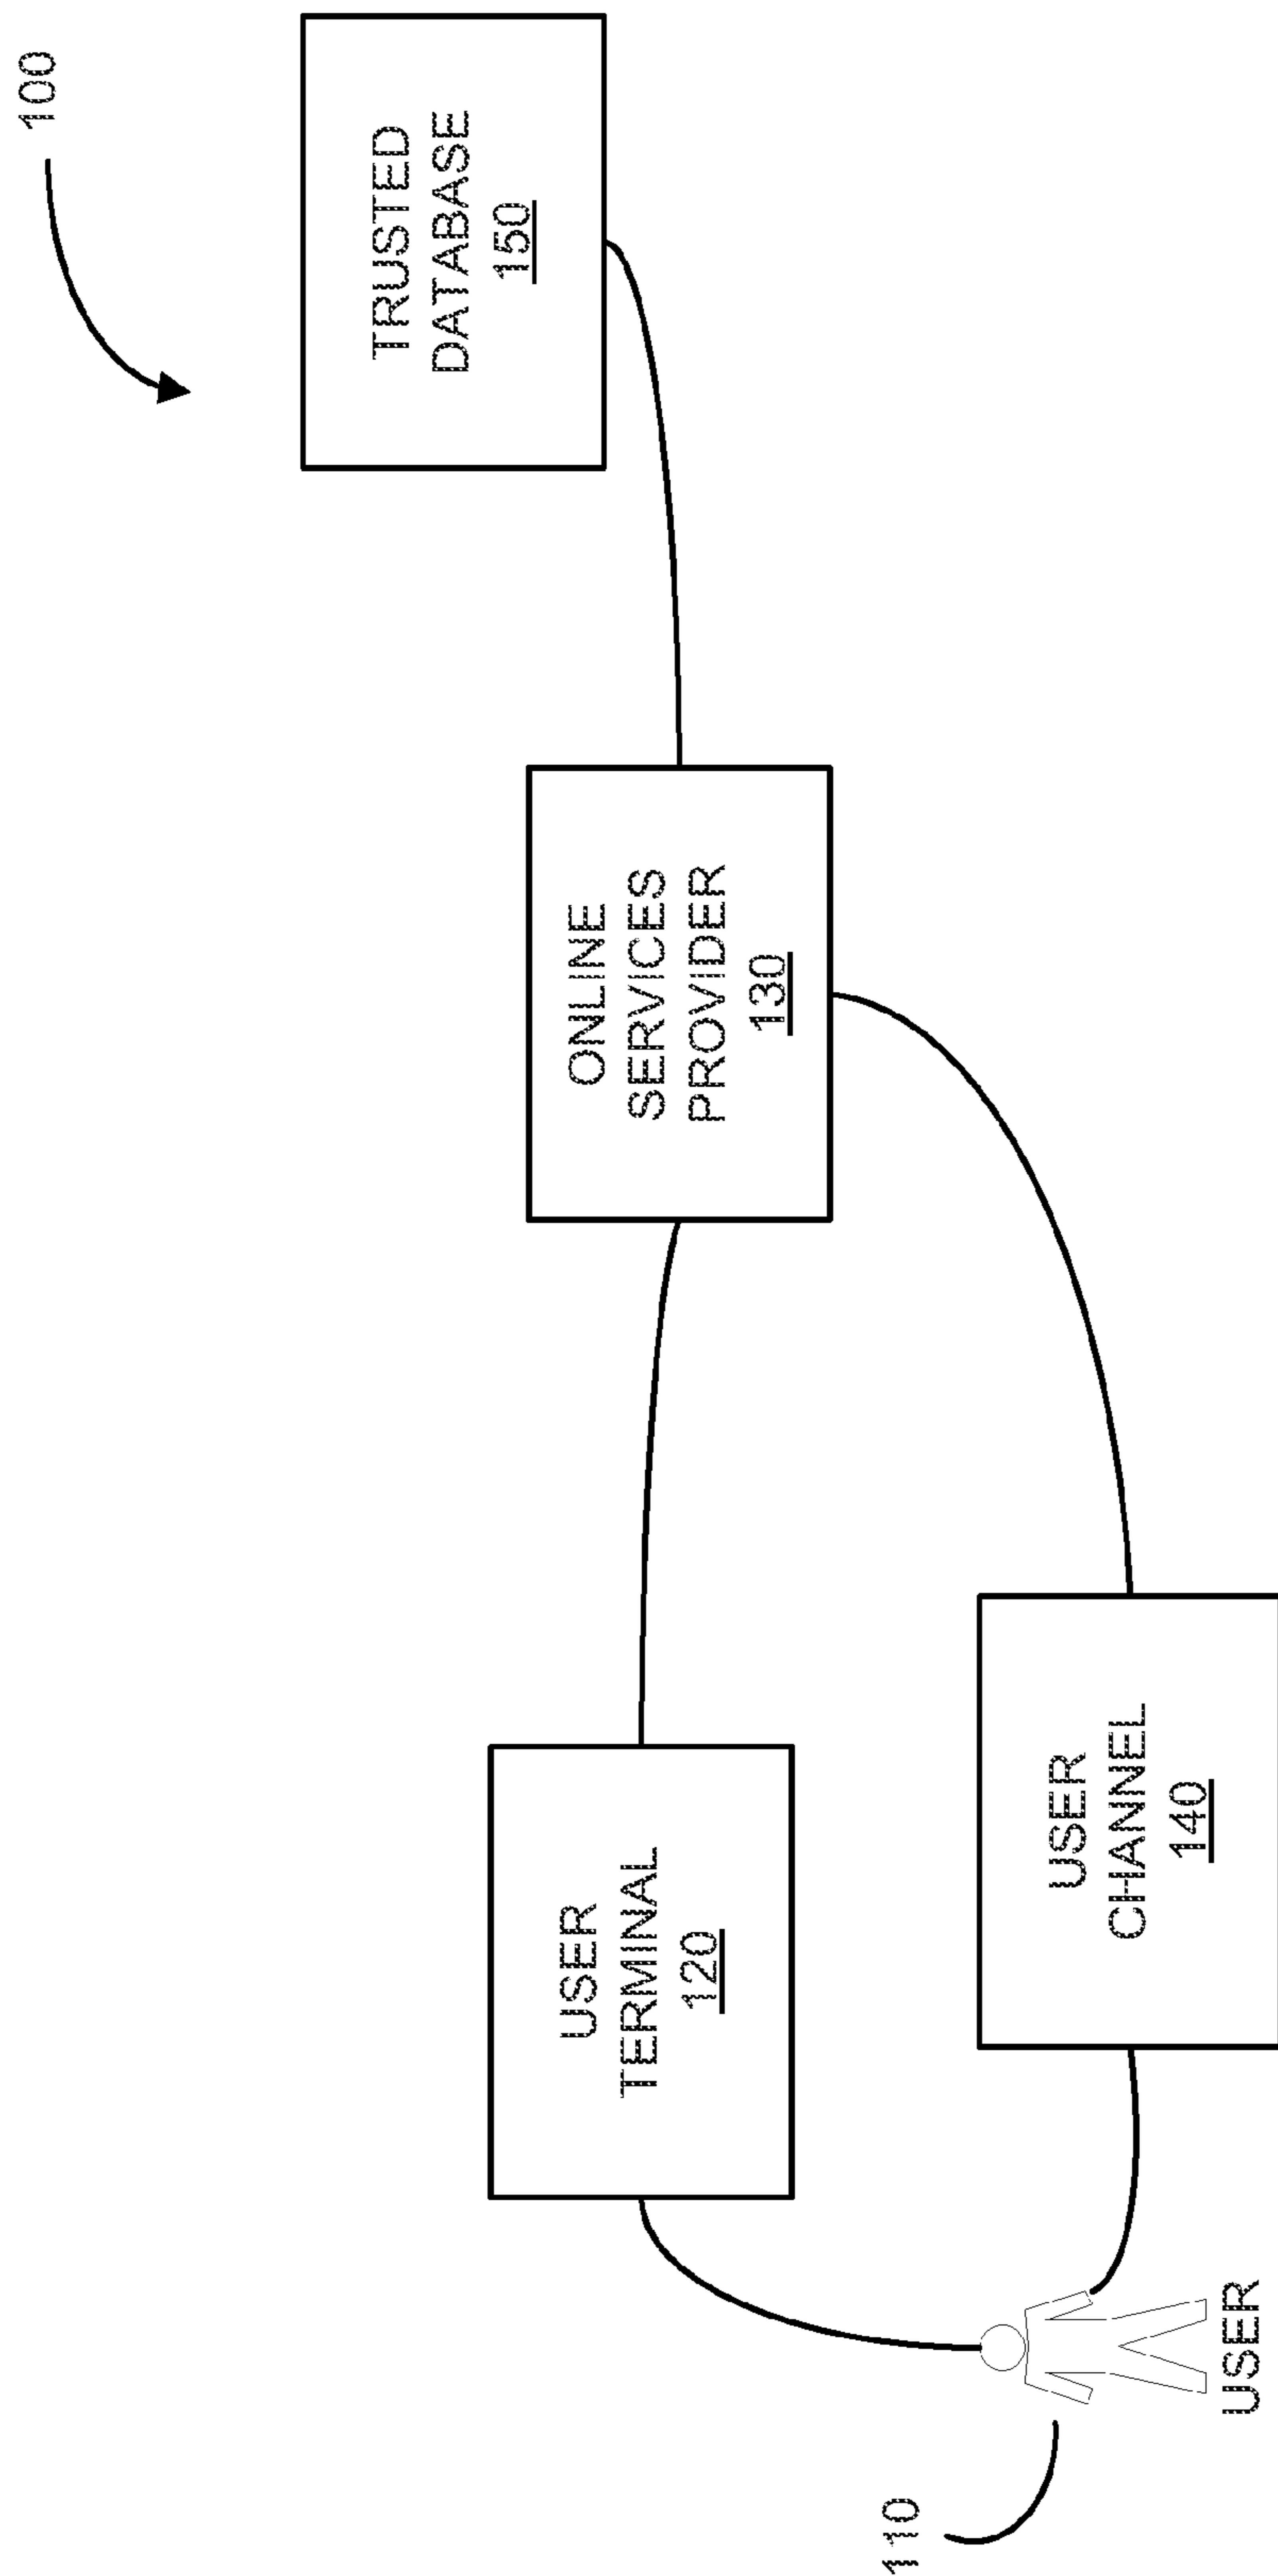 100
TRUSTED
DATABASE
150
ONLINE
SERVICES
PROVIDER
130
USER
TERMINAL
120
USER
CHANNEL
140
110
USER